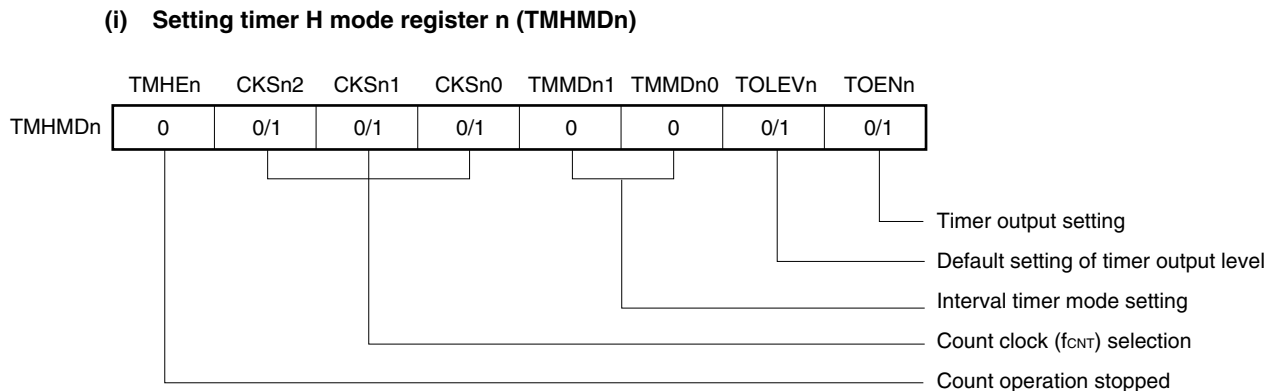 (i) Setting timer H mode register n (TMHMDn)
TMHEn CKSn2 CKSn1 CKSn0 TMMDn1 TMMDn0 TOLEVn TOENn
TMHMDn 0 0/1 0/1 0/1 0 0 0/1 0/1
Timer output setting
Default setting of timer output level
Interval timer mode setting
Count clock (fCNT) selection
Count operation stopped